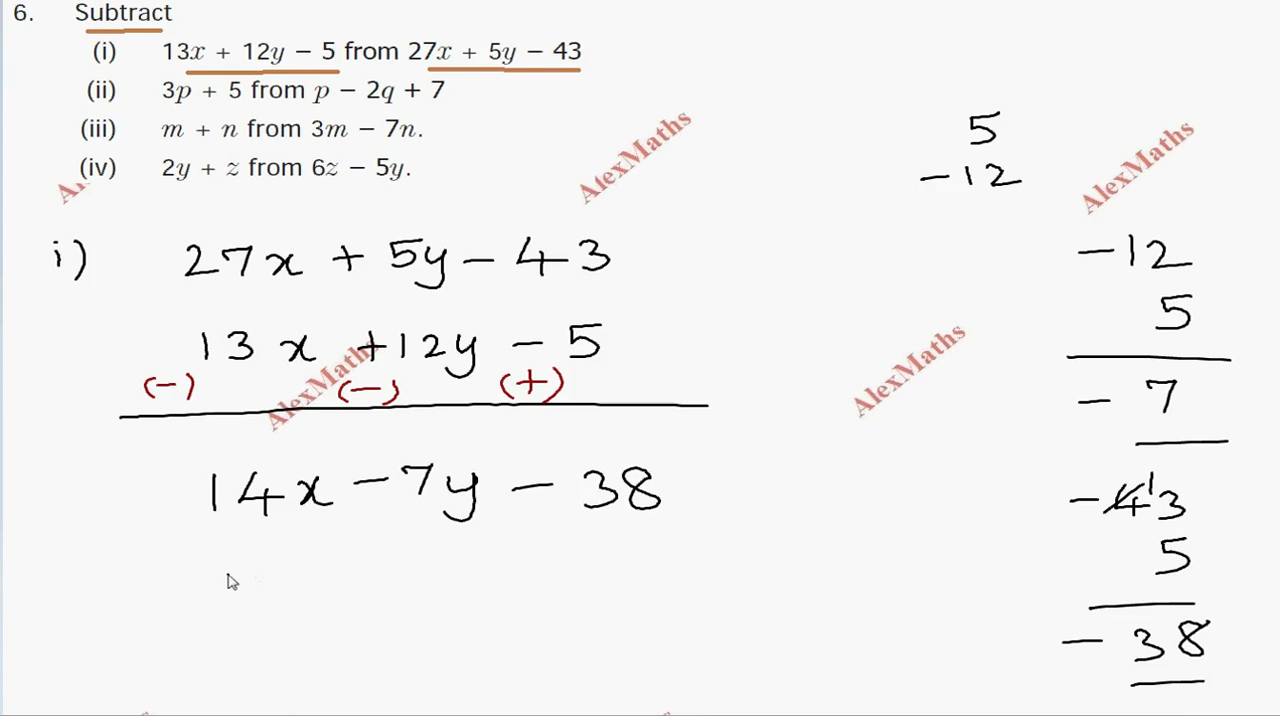 6. Subtract
(i) 13x + 12y − 5 from 27x + 5y − 43
(ii) 3p + 5 from p − 2q + 7
(iii) m + n from 3m − 7n.
(iv) 2y + z from 6z − 5y.
AlexMaths
AlexMaths
5
−12
i) 27x + 5y − 43
13x + 12y − 5
(−) (−) (+)
14x − 7y − 38
AlexMaths
AlexMaths
−12
5
− 7
−43
1
5
− 38